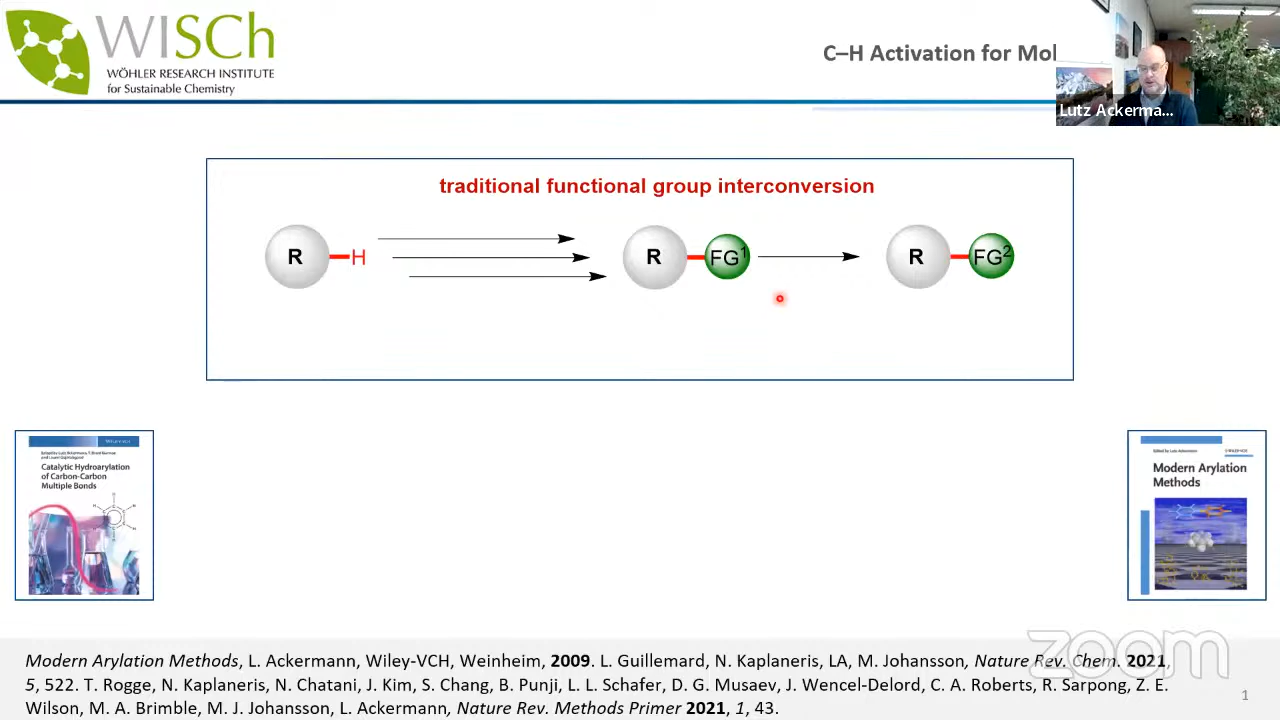 WISCh
WÖHLER RESEARCH INSTITUTE
for Sustainable Chemistry
C–H Activation for Mol
Lutz Ackerma...
traditional functional group interconversion
R H R FG1 R FG2
Catalytic Hydroarylation
of Carbon-Carbon
Multiple Bonds
Edited by Lutz Ackermann
WILEY-VCH
Modern Arylation
Methods
zoom
Modern Arylation Methods, L. Ackermann, Wiley-VCH, Weinheim, 2009. L. Guillemard, N. Kaplaneris, LA, M. Johansson, Nature Rev. Chem. 2021,
5, 522. T. Rogge, N. Kaplaneris, N. Chatani, J. Kim, S. Chang, B. Punji, L. L. Schafer, D. G. Musaev, J. Wencel-Delord, C. A. Roberts, R. Sarpong, Z. E.
Wilson, M. A. Brimble, M. J. Johansson, L. Ackermann, Nature Rev. Methods Primer 2021, 1, 43.
1